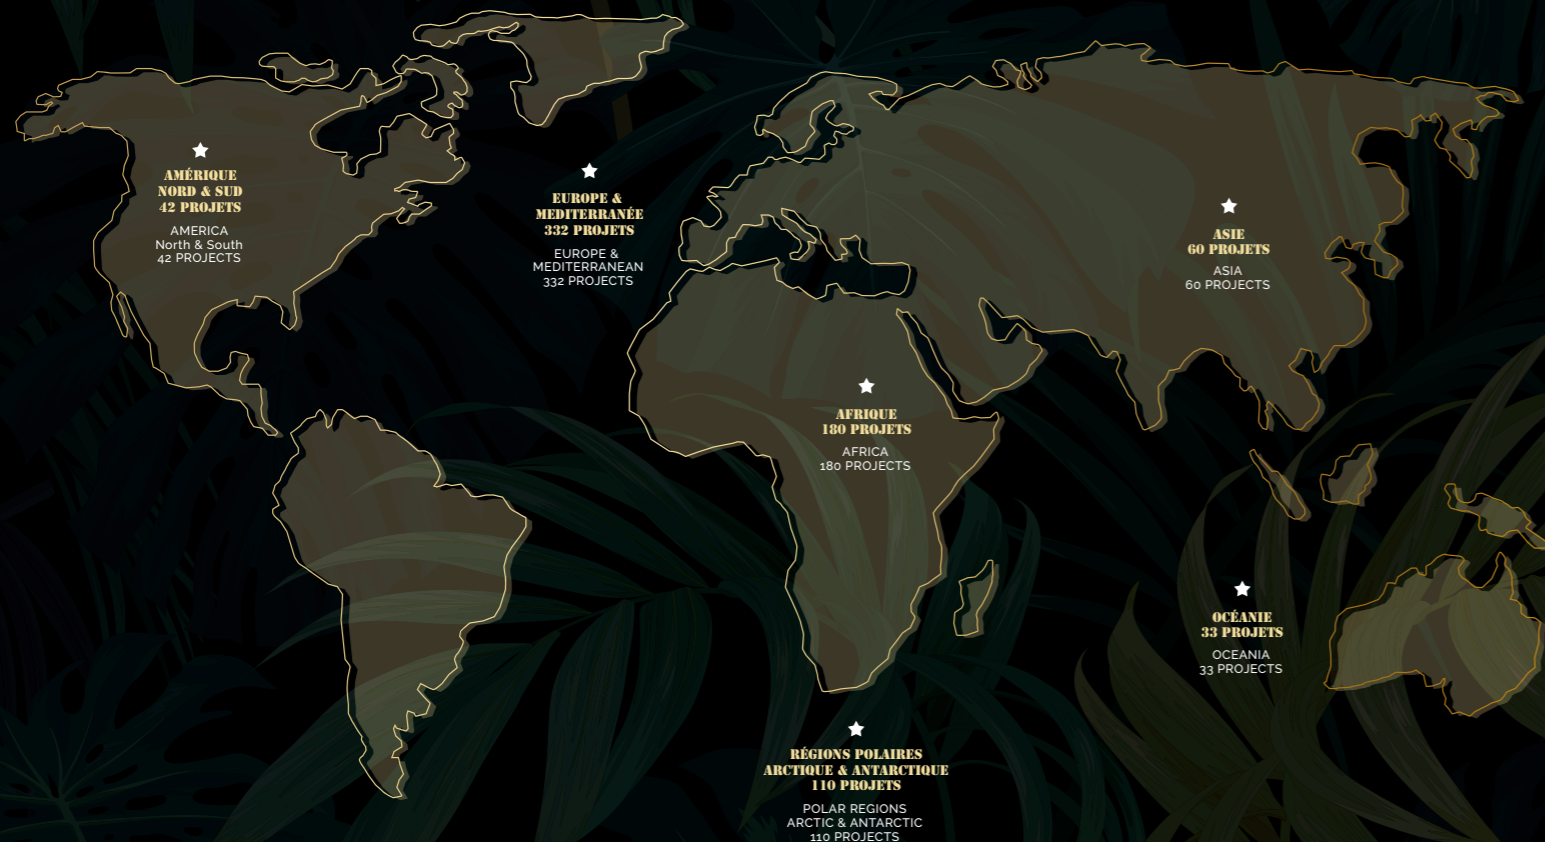 AMÉRIQUE
NORD & SUD
42 PROJETS
AMERICA
North & South
42 PROJECTS
EUROPE &
MEDITERRANÉE
332 PROJETS
EUROPE &
MEDITERRANEAN
332 PROJECTS
ASIE
60 PROJETS
ASIA
60 PROJECTS
AFRIQUE
180 PROJETS
AFRICA
180 PROJECTS
OCÉANIE
33 PROJETS
OCEANIA
33 PROJECTS
RÉGIONS POLAIRES
ARCTIQUE & ANTARCTIQUE
110 PROJETS
POLAR REGIONS
ARCTIC & ANTARCTIC
110 PROJECTS